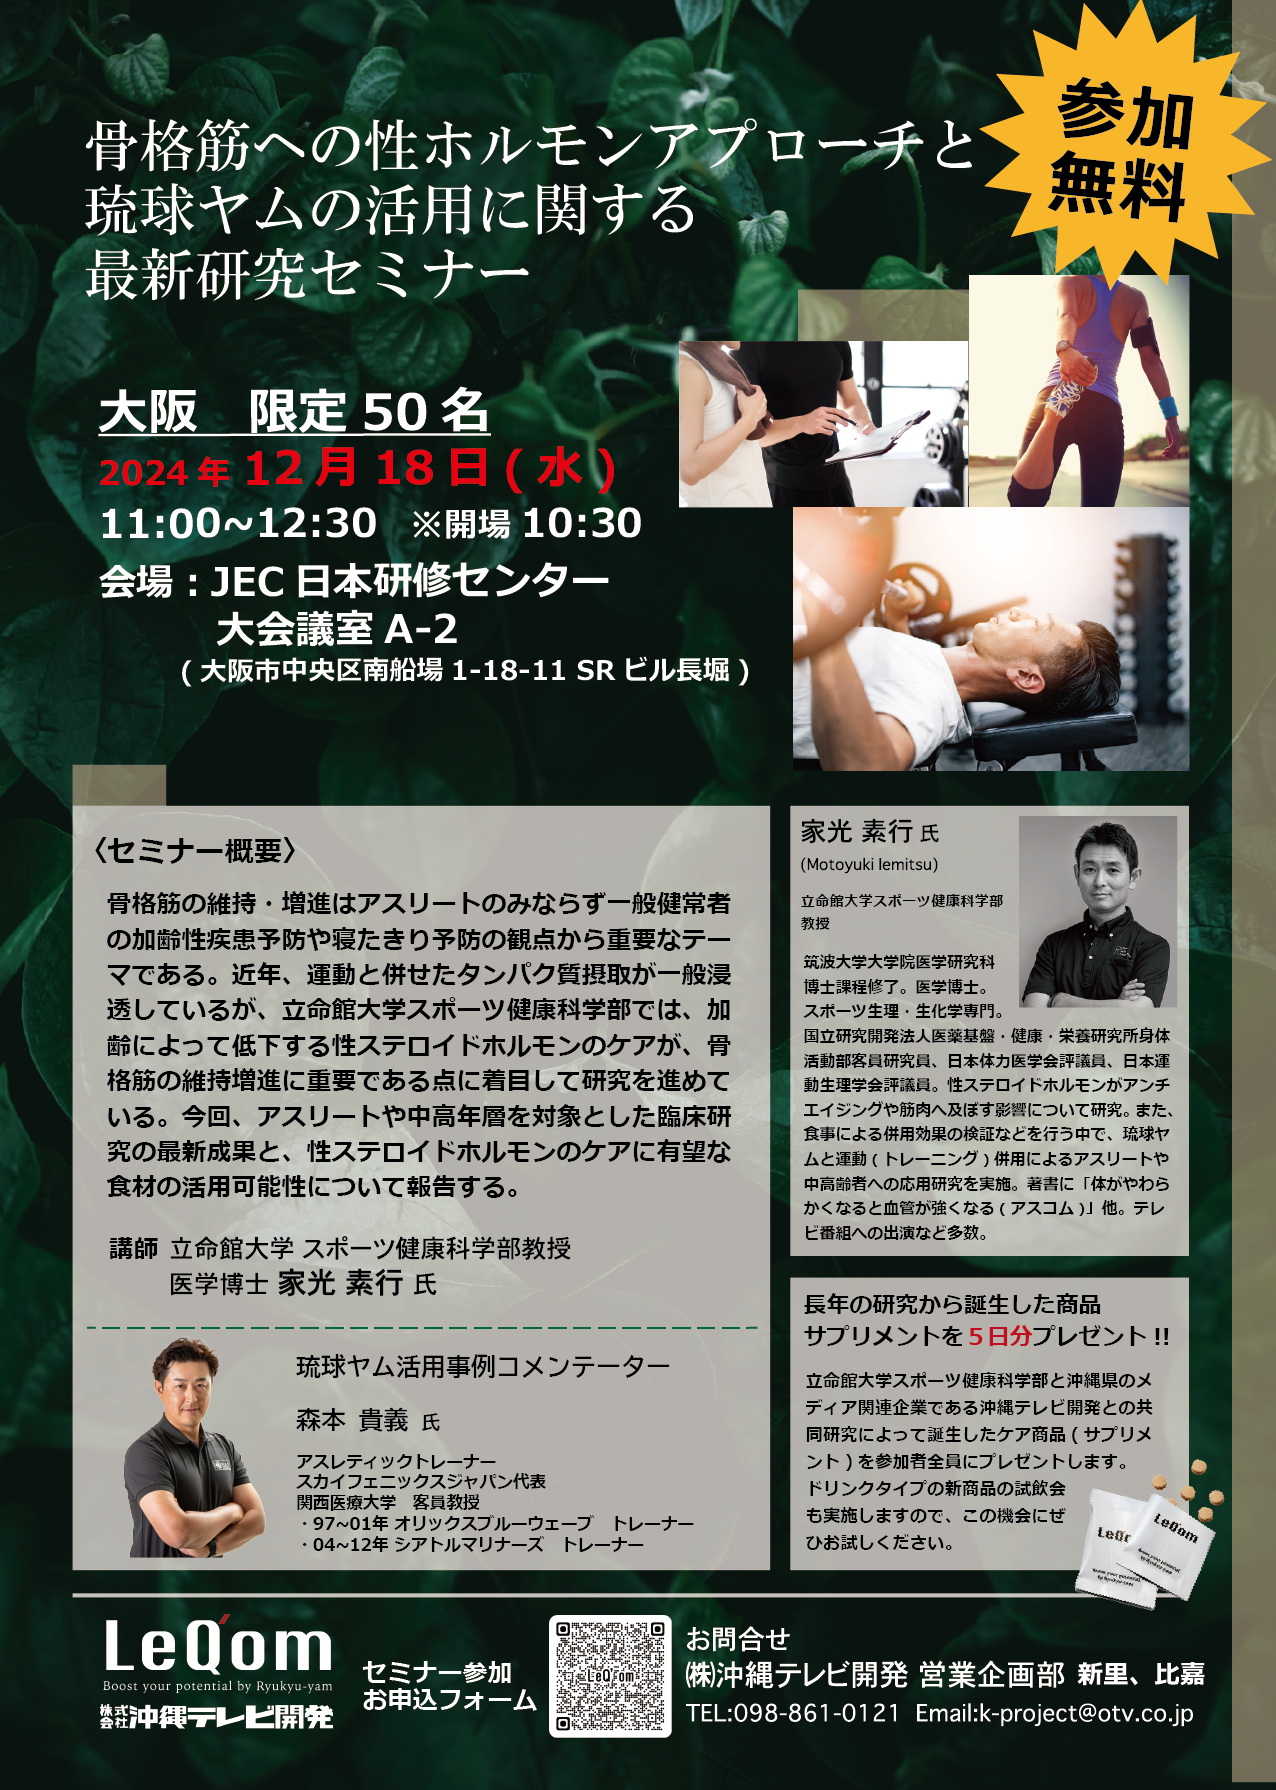 参加
無料
骨格筋への性ホルモンアプローチと
琉球ヤムの活用に関する
最新研究セミナー
大阪　限定50名
2024年12月18日(水)
11:00~12:30　※開場10:30
会場：JEC日本研修センター
大会議室A-2
(大阪市中央区南船場1-18-11 SRビル長堀)
〈セミナー概要〉
骨格筋の維持・増進はアスリートのみならず一般健常者
の加齢性疾患予防や寝たきり予防の観点から重要なテー
マである。近年、運動と併せたタンパク質摂取が一般浸
透しているが、立命館大学スポーツ健康科学部では、加
齢によって低下する性ステロイドホルモンのケアが、骨
格筋の維持増進に重要である点に着目して研究を進めて
いる。今回、アスリートや中高年層を対象とした臨床研
究の最新成果と、性ステロイドホルモンのケアに有望な
食材の活用可能性について報告する。
講師 立命館大学 スポーツ健康科学部教授
医学博士 家光 素行 氏
琉球ヤム活用事例コメンテーター
森本 貴義 氏
アスレティックトレーナー
スカイフェニックスジャパン代表
関西医療大学　客員教授
・97~01年 オリックスブルーウェーブ　トレーナー
・04~12年 シアトルマリナーズ　トレーナー
家光 素行 氏
(Motoyuki Iemitsu)
立命館大学スポーツ健康科学部
教授
筑波大学大学院医学研究科
博士課程修了。医学博士。
スポーツ生理・生化学専門。
国立研究開発法人医薬基盤・健康・栄養研究所身体
活動部客員研究員、日本体力医学会評議員、日本運
動生理学会評議員。性ステロイドホルモンがアンチ
エイジングや筋肉へ及ぼす影響について研究。また、
食事による併用効果の検証などを行う中で、琉球ヤ
ムと運動(トレーニング)併用によるアスリートや
中高齢者への応用研究を実施。著書に「体がやわら
かくなると血管が強くなる(アスコム)」他。テレ
ビ番組への出演など多数。
長年の研究から誕生した商品
サプリメントを5日分プレゼント!!
立命館大学スポーツ健康科学部と沖縄県のメ
ディア関連企業である沖縄テレビ開発との共
同研究によって誕生したケア商品(サプリメ
ント)を参加者全員にプレゼントします。
ドリンクタイプの新商品の試飲会
も実施しますので、この機会にぜ
ひお試しください。
LeQ'om
LeQ'om
Boost your potential by Ryukyu-yam
株式会社沖縄テレビ開発
セミナー参加
お申込フォーム
LeQ'om
お問合せ
㈱沖縄テレビ開発 営業企画部 新里、比嘉
TEL:098-861-0121 Email:k-project@otv.co.jp